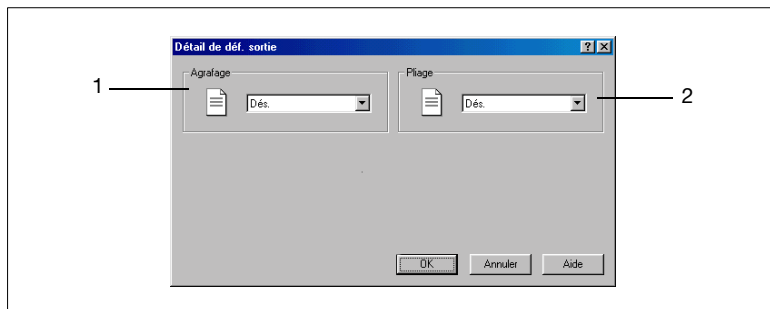 Détail de déf. sortie
1
Agrafage
Dés.
Pliage
Dés.
2
OK
Annuler
Aide